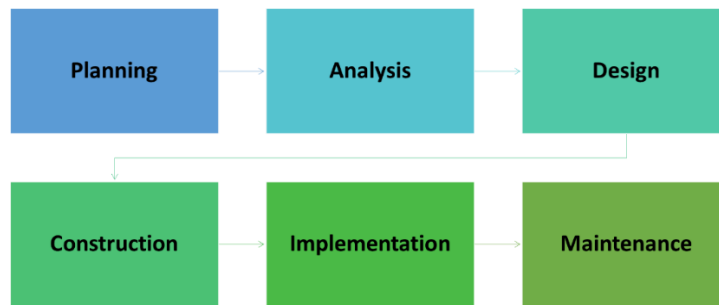 Planning
Analysis
Design
Construction
Implementation
Maintenance